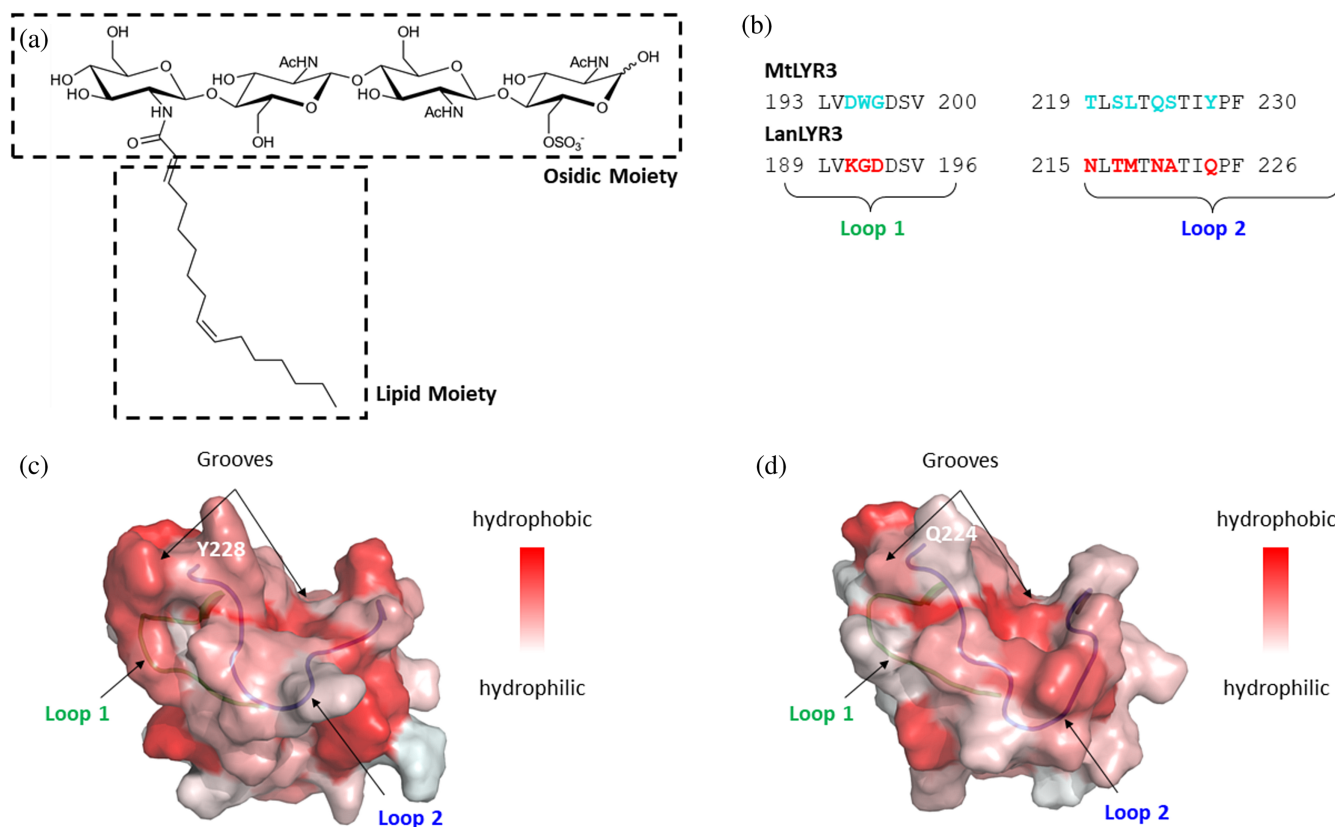 (a)
OH
HO
HO
O
HN
O
O
HO
AcHN
O
OH
O
OH
HO
O
AcHN
O
AcHN
HO
O
OSO3-
OH
Osidic Moiety
Lipid Moiety
(b)
MtLYR3
193 LVDWGDSV 200 219 TLSLTQSTIYPF 230
LanLYR3
189 LVKGDDSV 196 215 NLTMTNATIQPF 226
Loop 1 Loop 2
(c)
Grooves
Y228
hydrophobic
hydrophilic
Loop 1
Loop 2
(d)
Grooves
Q224
hydrophobic
hydrophilic
Loop 1
Loop 2